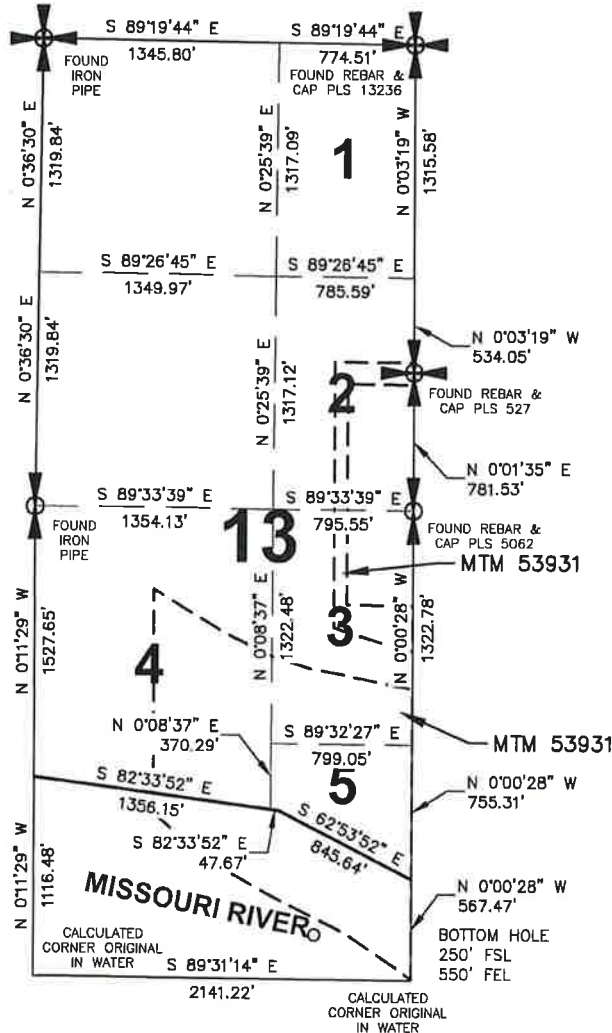 S 89°19'44" E
1345.80'
S 89°19'44" E
774.51'
FOUND
IRON
PIPE
FOUND REBAR &
CAP PLS 13236
N 0°36'30" E
1319.84'
N 0°25'39" E
1317.09'
1
N 0°03'19" W
1315.58'
S 89°26'45" E
1349.97'
S 89°26'45" E
785.59'
N 0°36'30" E
1319.84'
N 0°25'39" E
1317.12'
N 0°03'19" W
534.05'
2
FOUND REBAR &
CAP PLS 527
N 0°01'35" E
781.53'
S 89°33'39" E
1354.13'
S 89°33'39" E
795.55'
FOUND
IRON
PIPE
13
FOUND REBAR &
CAP PLS 5062
MTM 53931
N 0°11'29" W
1527.65'
4
N 0°08'37" E
1322.48'
3
N 0°00'28" W
1322.78'
N 0°08'37" E
370.29'
S 89°32'27" E
799.05'
MTM 53931
S 82°33'52" E
1356.15'
5
N 0°00'28" W
755.31'
S 82°33'52" E
47.67'
S 62°53'52" E
845.64'
N 0°11'29" W
1116.48'
MISSOURI RIVER
N 0°00'28" W
567.47'
CALCULATED
CORNER ORIGINAL
IN WATER
BOTTOM HOLE
250' FSL
550' FEL
S 89°31'14" E
2141.22'
CALCULATED
CORNER ORIGINAL
IN WATER